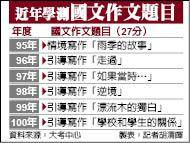 近年學測國文作文題目
年度 國文作文題目（27分）
95年 ▶情境寫作「雨季的故事」
96年 ▶引導寫作「走過」
97年 ▶引導寫作「如果當時…」
98年 ▶引導寫作「逆境」
99年 ▶引導寫作「漂流木的獨白」
100年 ▶引導寫作「學校和學生的關係」
資料來源：大考中心 製表：記者胡清暉